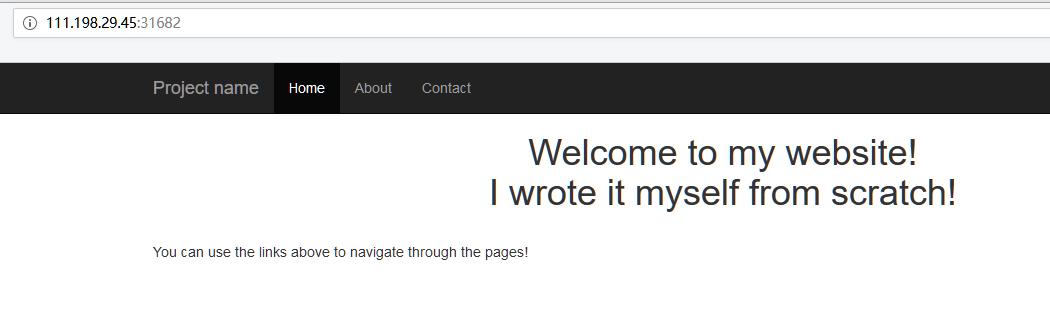 111.198.29.45:31682
Project name Home About Contact
Welcome to my website!
I wrote it myself from scratch!
You can use the links above to navigate through the pages!